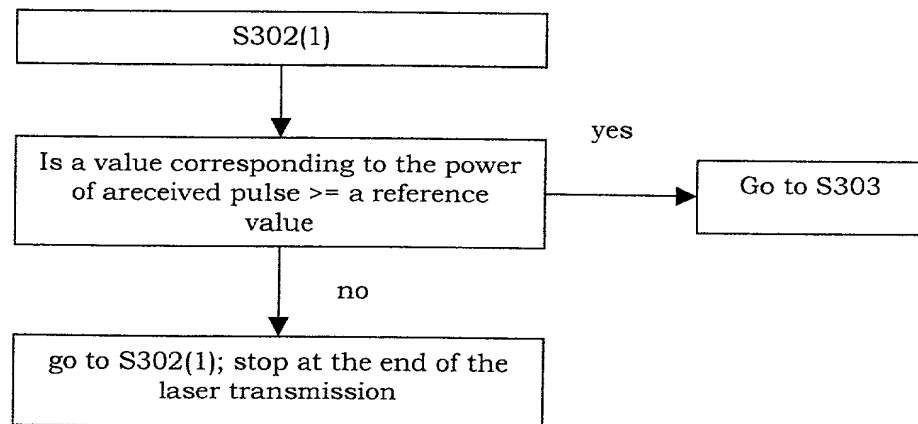 S302(1)
yes
Is a value corresponding to the power
of areceived pulse >= a reference
value
Go to S303
no
go to S302(1); stop at the end of the
laser transmission